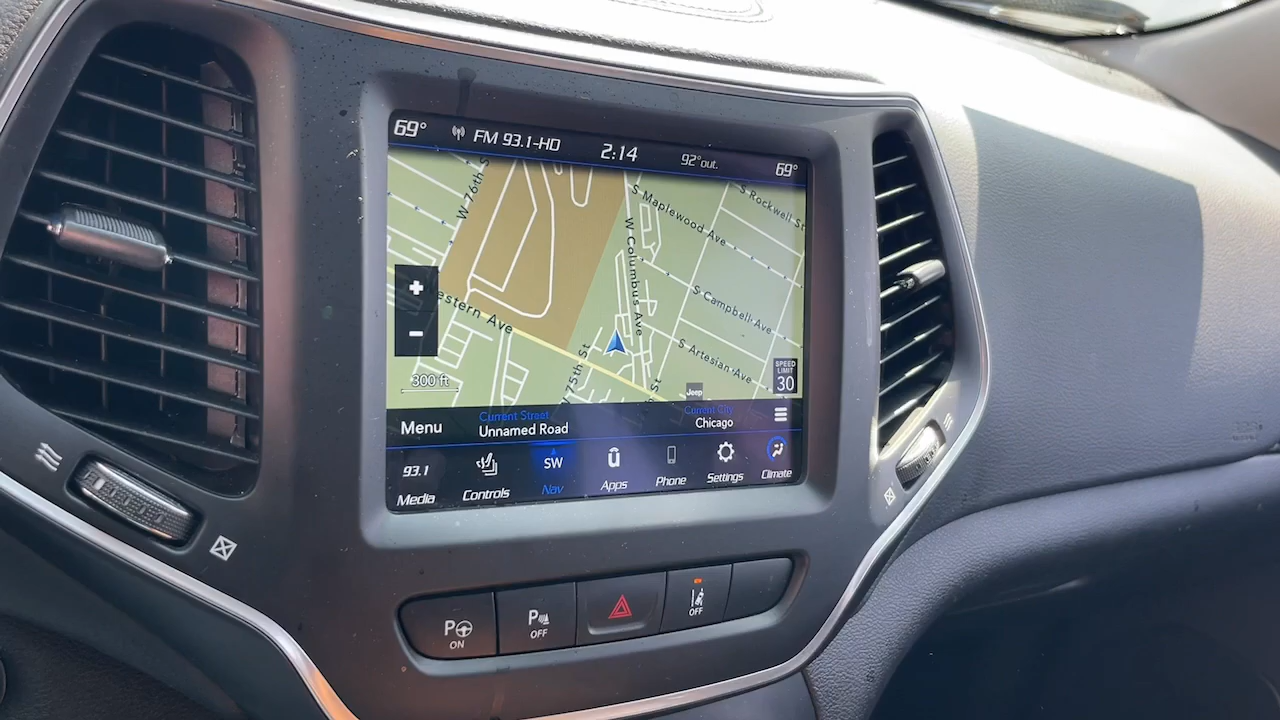 69°
FM 93.1-HD
2:14
92°out.
69°
W 76th S
S Maplewood Ave
S Rockwell St
W Columbus Ave
estern Ave
S Campbell Ave
S Artesian Ave
W 75th St
St
+
-
300 ft
Jeep
SPEED
LIMIT
30
Menu
Current Street
Unnamed Road
Current City
Chicago
93.1
Media
Controls
SW
Nav
Apps
Phone
Settings
Climate
P
ON
P
OFF
OFF